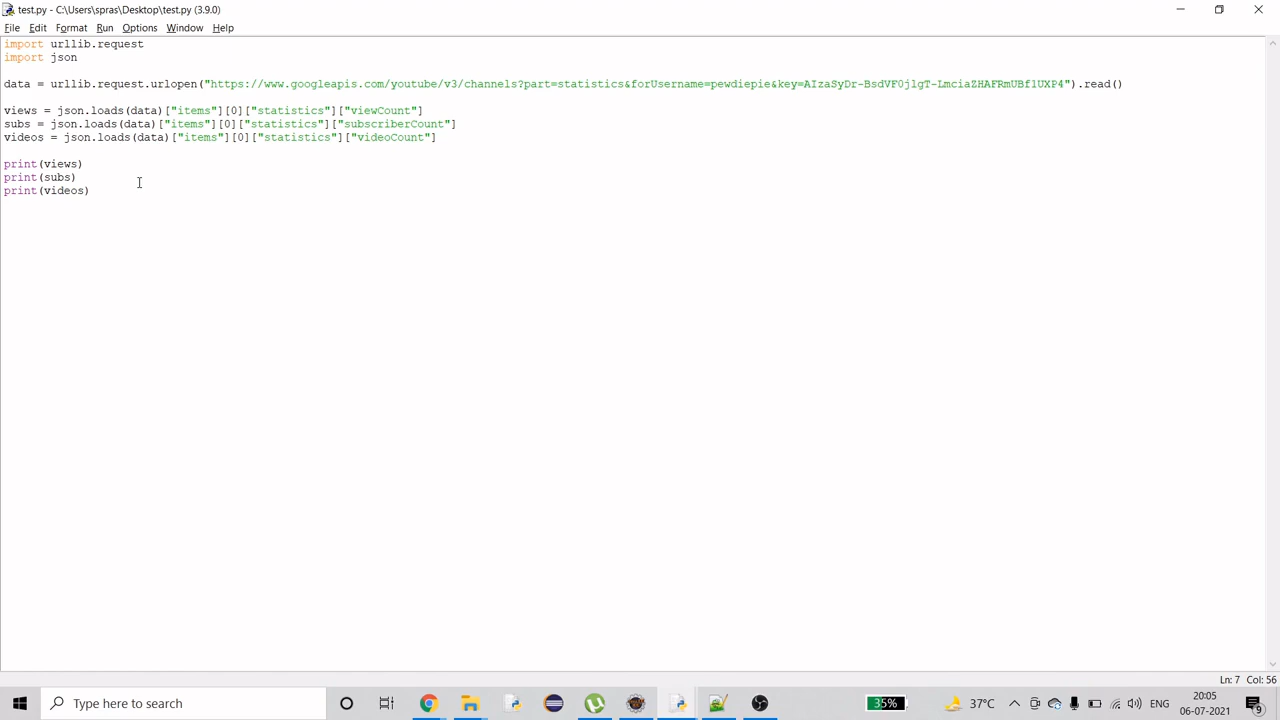 test.py - C:\Users\spras\Desktop\test.py (3.9.0)
File Edit Format Run Options Window Help
import urllib.request
import json
data = urllib.request.urlopen("https://www.googleapis.com/youtube/v3/channels?part=statistics&forUsername=pewdiepie&key=AIzaSyDr-BsdVF0jlgT-LmciaZHAFRmUBf1UXP4").read()
views = json.loads(data)["items"][0]["statistics"]["viewCount"]
subs = json.loads(data)["items"][0]["statistics"]["subscriberCount"]
videos = json.loads(data)["items"][0]["statistics"]["videoCount"]
print(views)
print(subs)
print(videos)
Ln: 7 Col: 56
Type here to search
35%
37°C
ENG
20:05
06-07-2021
9